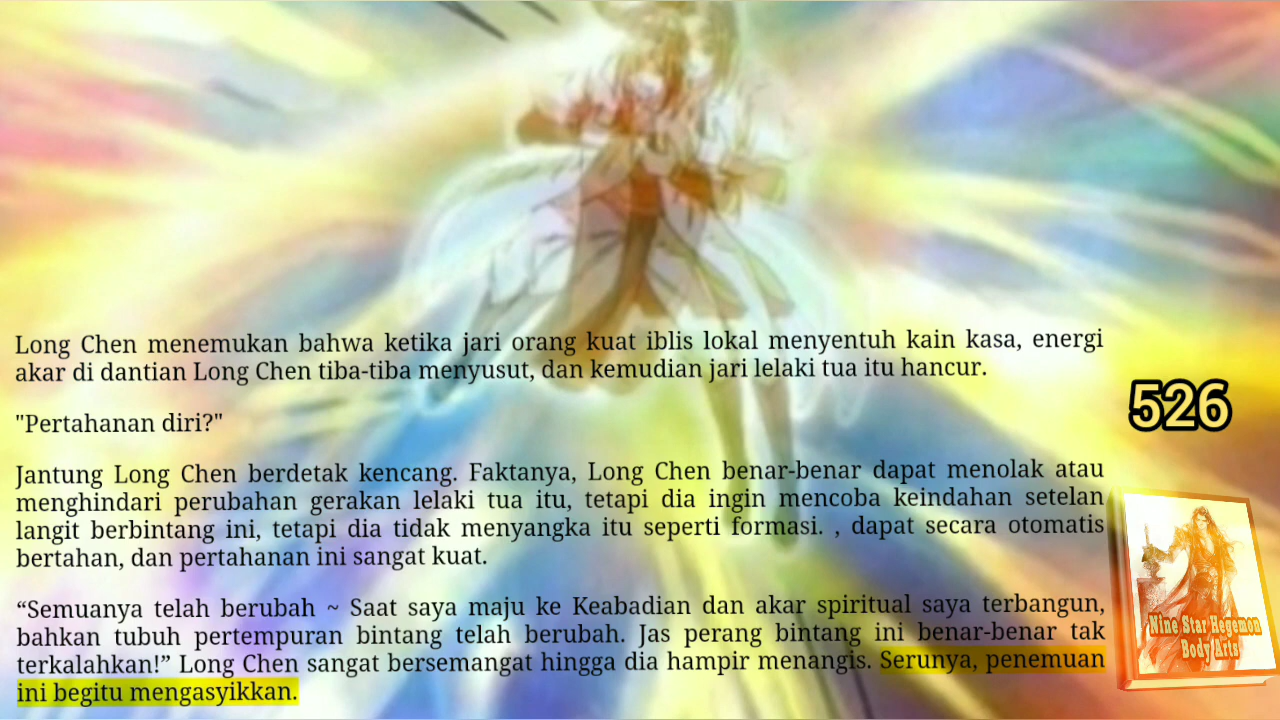 Long Chen menemukan bahwa ketika jari orang kuat iblis lokal menyentuh kain kasa, energi
akar di dantian Long Chen tiba-tiba menyusut, dan kemudian jari lelaki tua itu hancur.
"Pertahanan diri?"
Jantung Long Chen berdetak kencang. Faktanya, Long Chen benar-benar dapat menolak atau
menghindari perubahan gerakan lelaki tua itu, tetapi dia ingin mencoba keindahan setelan
langit berbintang ini, tetapi dia tidak menyangka itu seperti formasi. , dapat secara otomatis
bertahan, dan pertahanan ini sangat kuat.
“Semuanya telah berubah ~ Saat saya maju ke Keabadian dan akar spiritual saya terbangun,
bahkan tubuh pertempuran bintang telah berubah. Jas perang bintang ini benar-benar tak
terkalahkan!” Long Chen sangat bersemangat hingga dia hampir menangis. Serunya, penemuan
ini begitu mengasyikkan.
526
Nine Star Hegemon
Body Arts